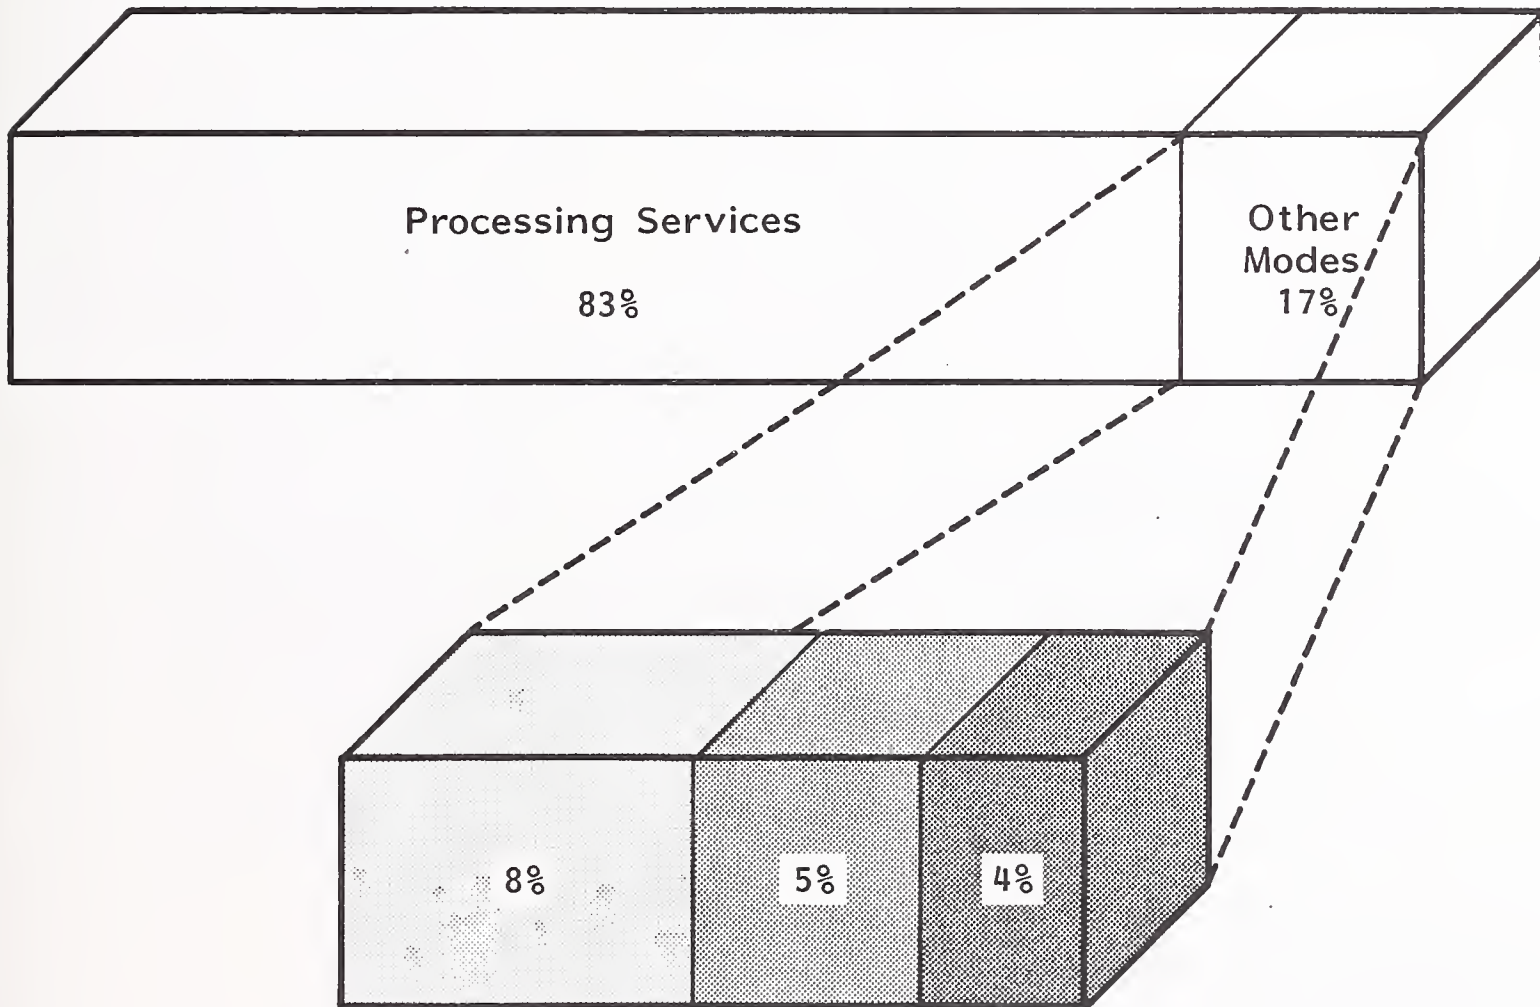 Processing Services
83%
Other
Modes
17%
8%
5%
4%